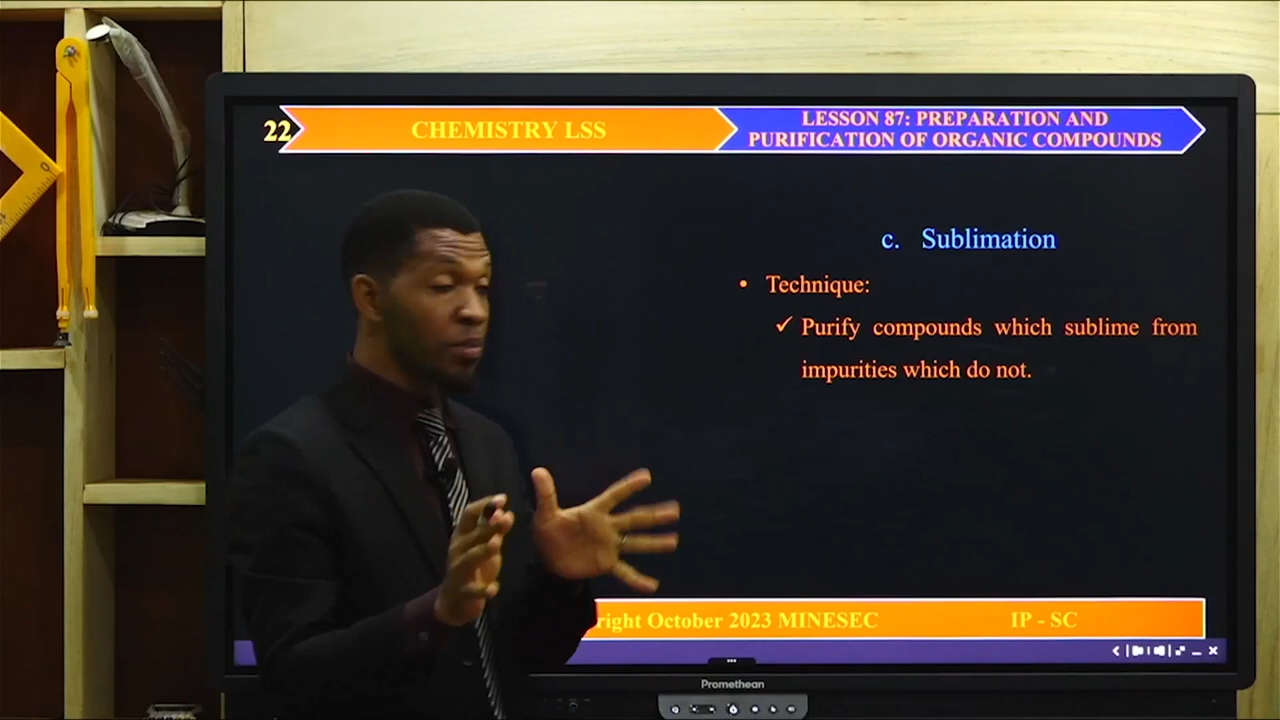 22
CHEMISTRY LSS
LESSON 87: PREPARATION AND
PURIFICATION OF ORGANIC COMPOUNDS
c. Sublimation
• Technique:
✓ Purify compounds which sublime from
impurities which do not.
right October 2023 MINESEC
IP - SC
Promethean